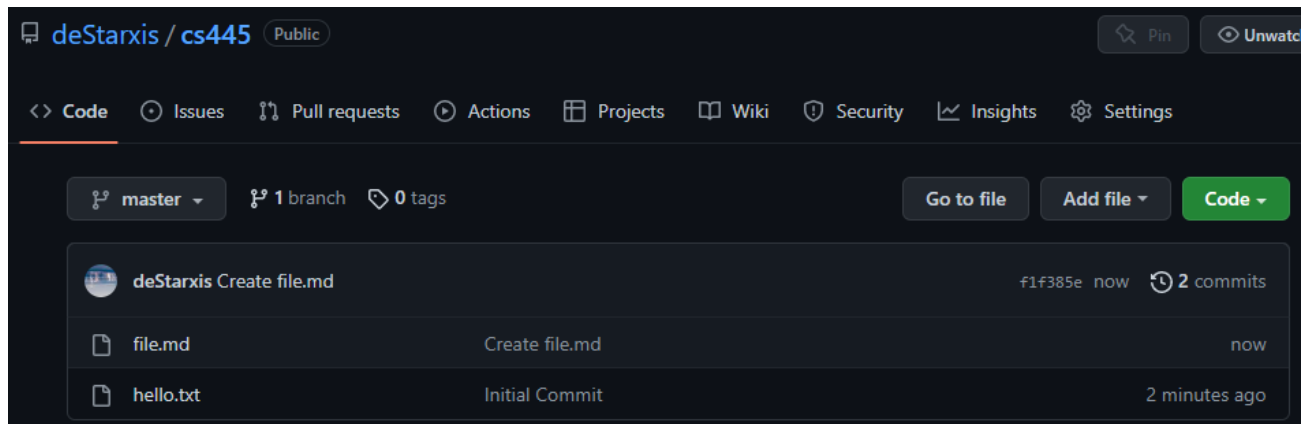 deStarxis / cs445 Public Pin Unwatc
Code Issues Pull requests Actions Projects Wiki Security Insights Settings
master 1 branch 0 tags Go to file Add file Code
deStarxis Create file.md f1f385e now 2 commits
file.md Create file.md now
hello.txt Initial Commit 2 minutes ago